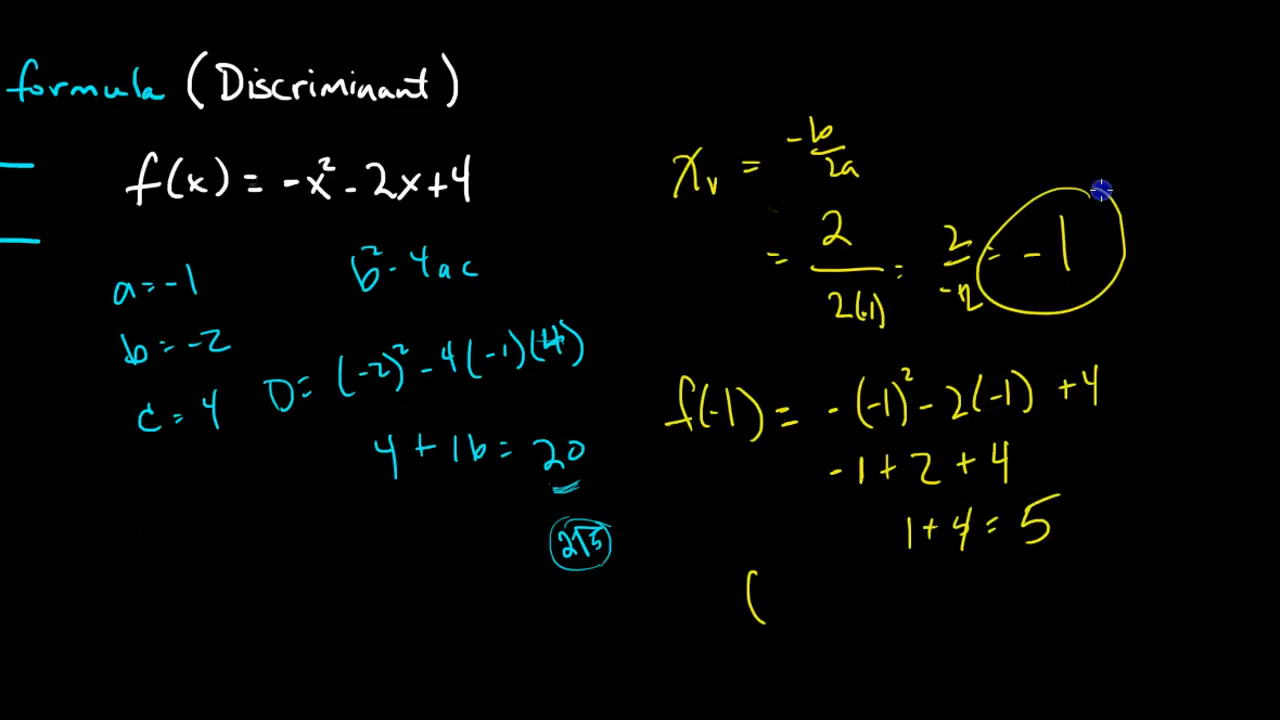 formula (Discriminant)
f(x) = -x² - 2x+4
a = -1
b² - 4ac
b = -2
D = (-2)² - 4(-1)(4)
c = 4
4 + 16 = 20
2√5
x_v = -b/2a
= 2/2(-1) = 2/-2 = -1
f(-1) = -(-1)² - 2(-1) + 4
-1 + 2 + 4
1 + 4 = 5
(